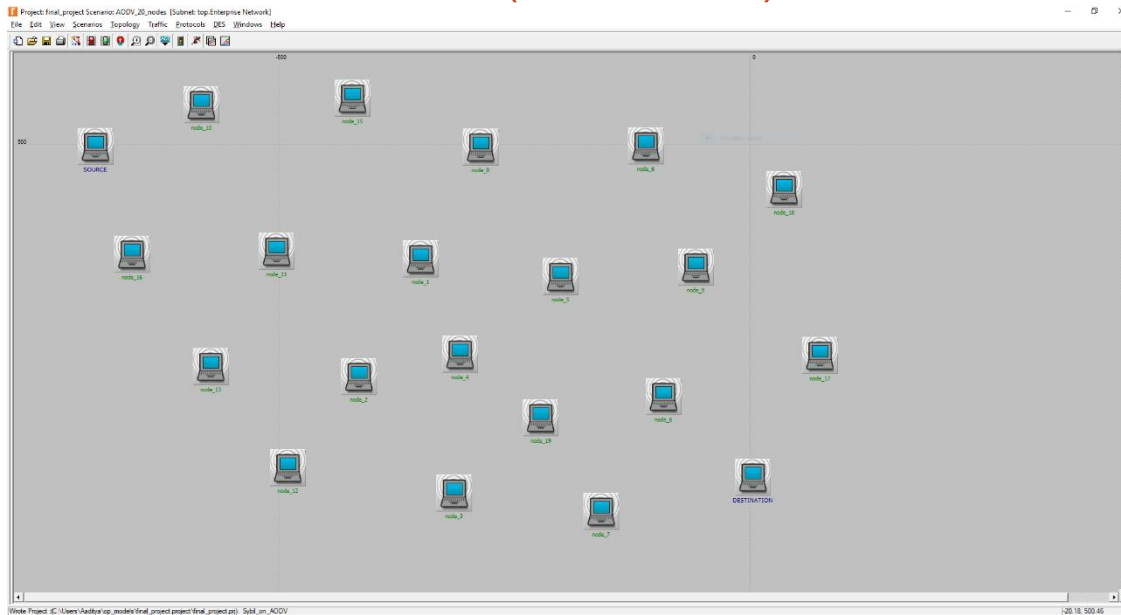 Project: final_project Scenario: AODV_20_nodes [Subnet: top.Enterprise Network]
File Edit View Scenarios Topology Traffic Protocols DES Windows Help
-500 0
500
node_10
node_15
SOURCE
node_0
node_6
node_18
node_16
node_11
node_1
node_5
node_9
node_13
node_2
node_4
node_17
node_8
node_19
node_12
node_3
node_7
DESTINATION
Wrote Project :(C:\Users\Aaditya\op_models\final_project.project\final_project.prj). Sybil_on_AODV
-20.18, 500.46